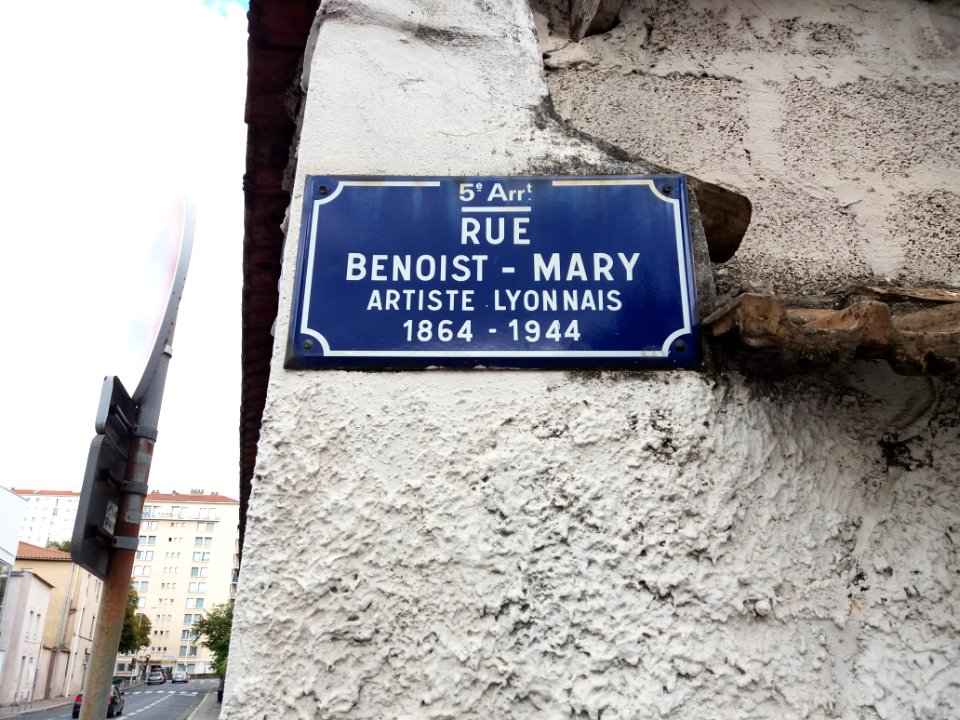 5e Arrt.
RUE
BENOIST - MARY
ARTISTE LYONNAIS
1864 - 1944